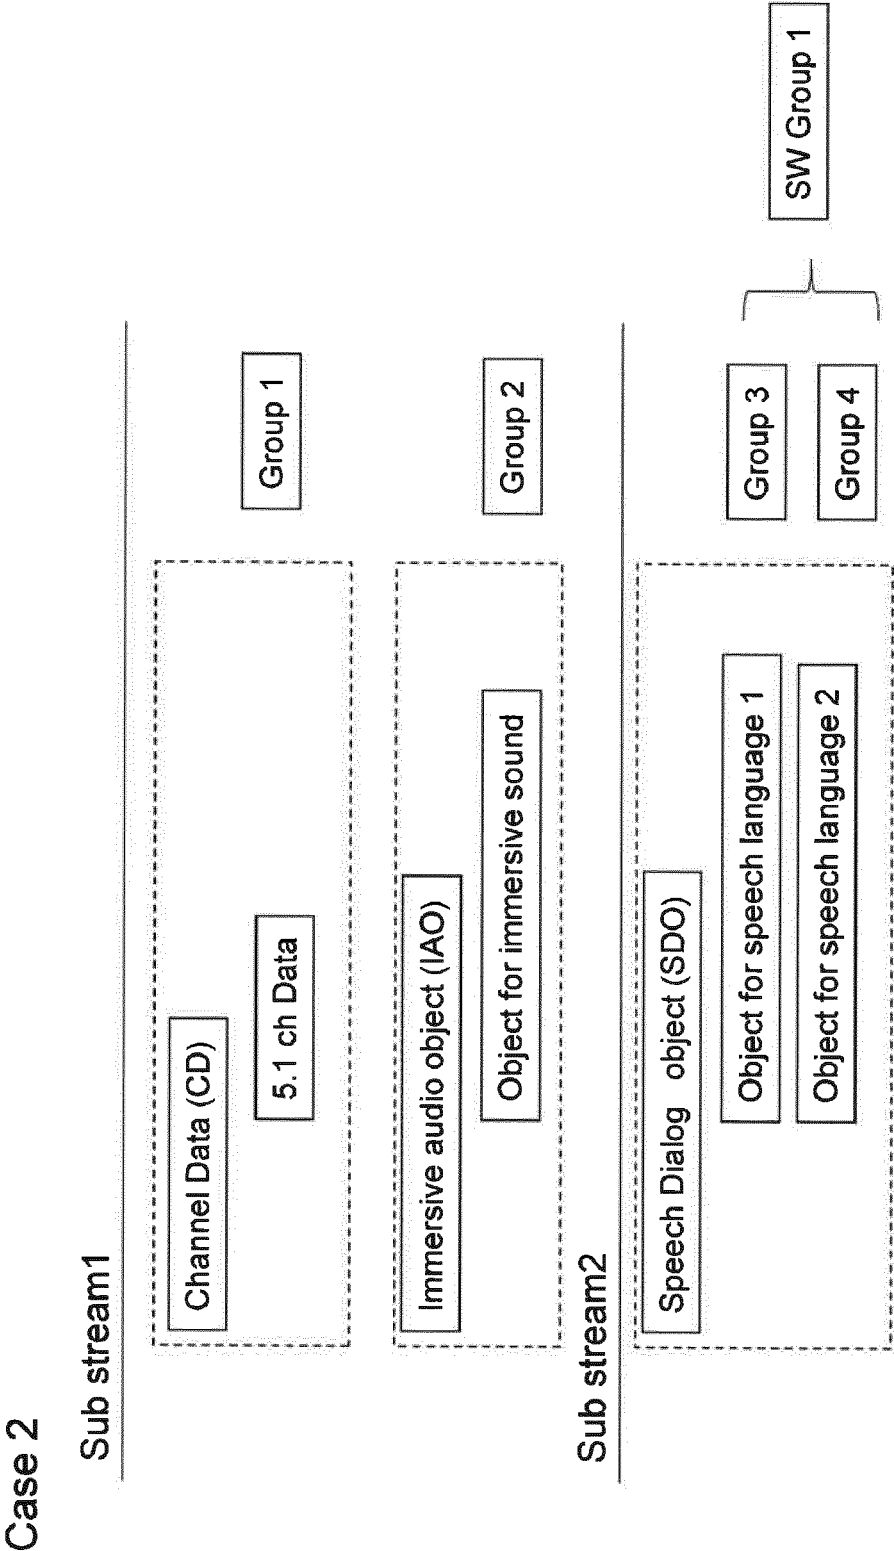 Case 2
Sub stream1
Channel Data (CD)
5.1 ch Data
Group 1
Immersive audio object (IAO)
Object for immersive sound
Group 2
Sub stream2
Speech Dialog object (SDO)
Object for speech language 1
Group 3
Object for speech language 2
Group 4
SW Group 1